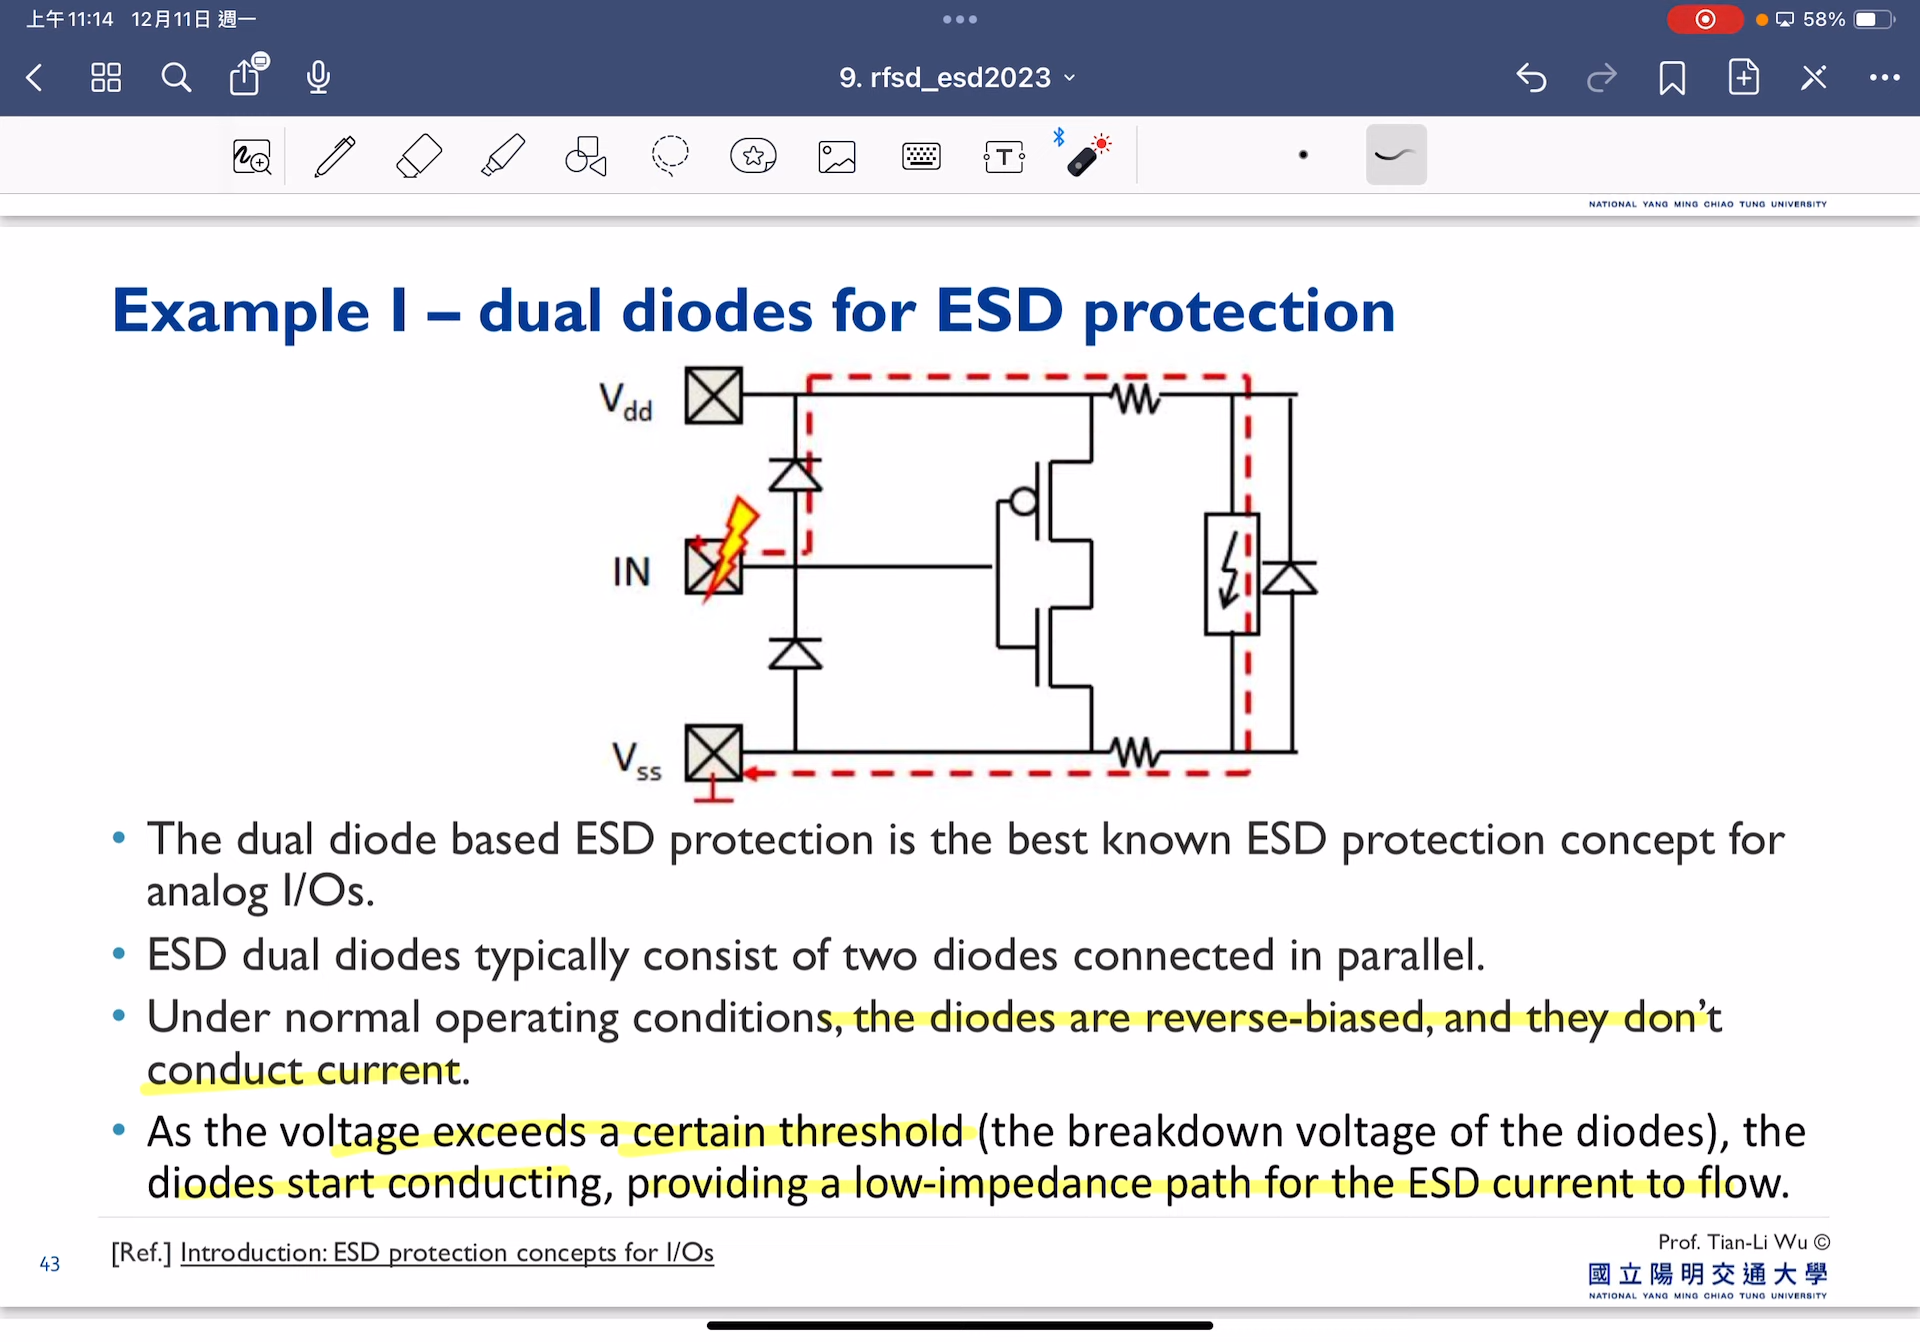 上午11:14 12月11日 週一
58%
9. rfsd_esd2023
T
NATIONAL YANG MING CHIAO TUNG UNIVERSITY
Example I – dual diodes for ESD protection
Vdd
IN
Vss
• The dual diode based ESD protection is the best known ESD protection concept for
analog I/Os.
• ESD dual diodes typically consist of two diodes connected in parallel.
• Under normal operating conditions, the diodes are reverse-biased, and they don’t
conduct current.
• As the voltage exceeds a certain threshold (the breakdown voltage of the diodes), the
diodes start conducting, providing a low-impedance path for the ESD current to flow.
43
[Ref.] Introduction: ESD protection concepts for I/Os
Prof. Tian-Li Wu ©
國立陽明交通大學
NATIONAL YANG MING CHIAO TUNG UNIVERSITY